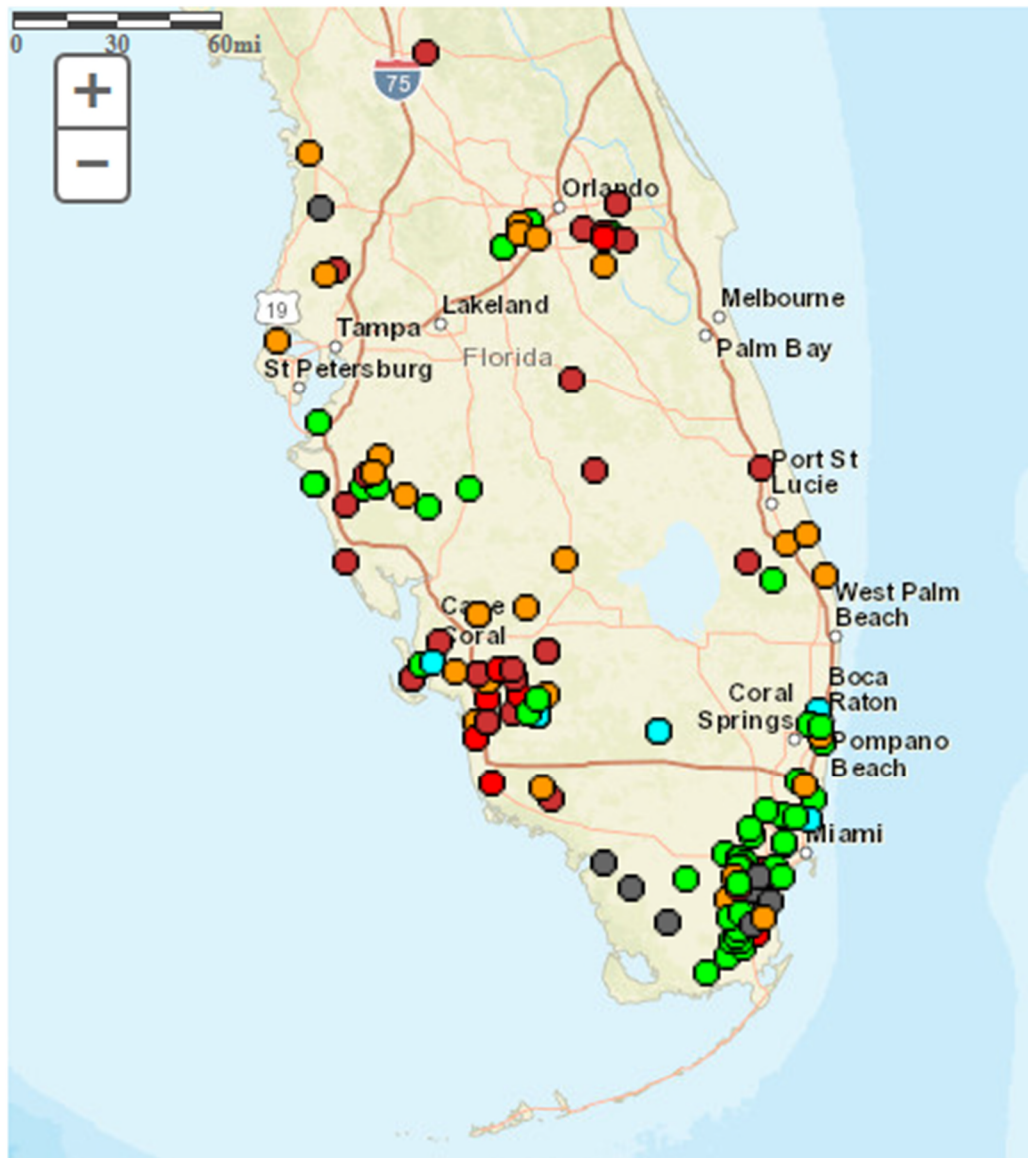 0 30 60mi
+
75
−
Orlando
19
Lakeland
Melbourne
Tampa
Palm Bay
Florida
St Petersburg
Port St
Lucie
West Palm
Beach
Cape
Coral
Boca
Raton
Coral
Springs
Pompano
Beach
Miami